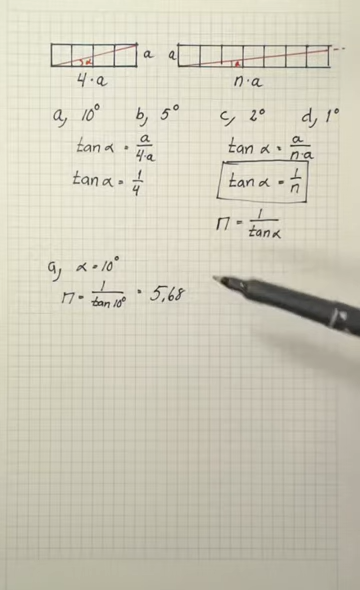 α a a α
4·a n·a
a, 10° b, 5° c, 2° d, 1°
tan α = a/4·a tan α = a/n·a
tan α = 1/4 tan α = 1/n
n = 1/tan α
a, α = 10°
n = 1/tan 10° = 5,68